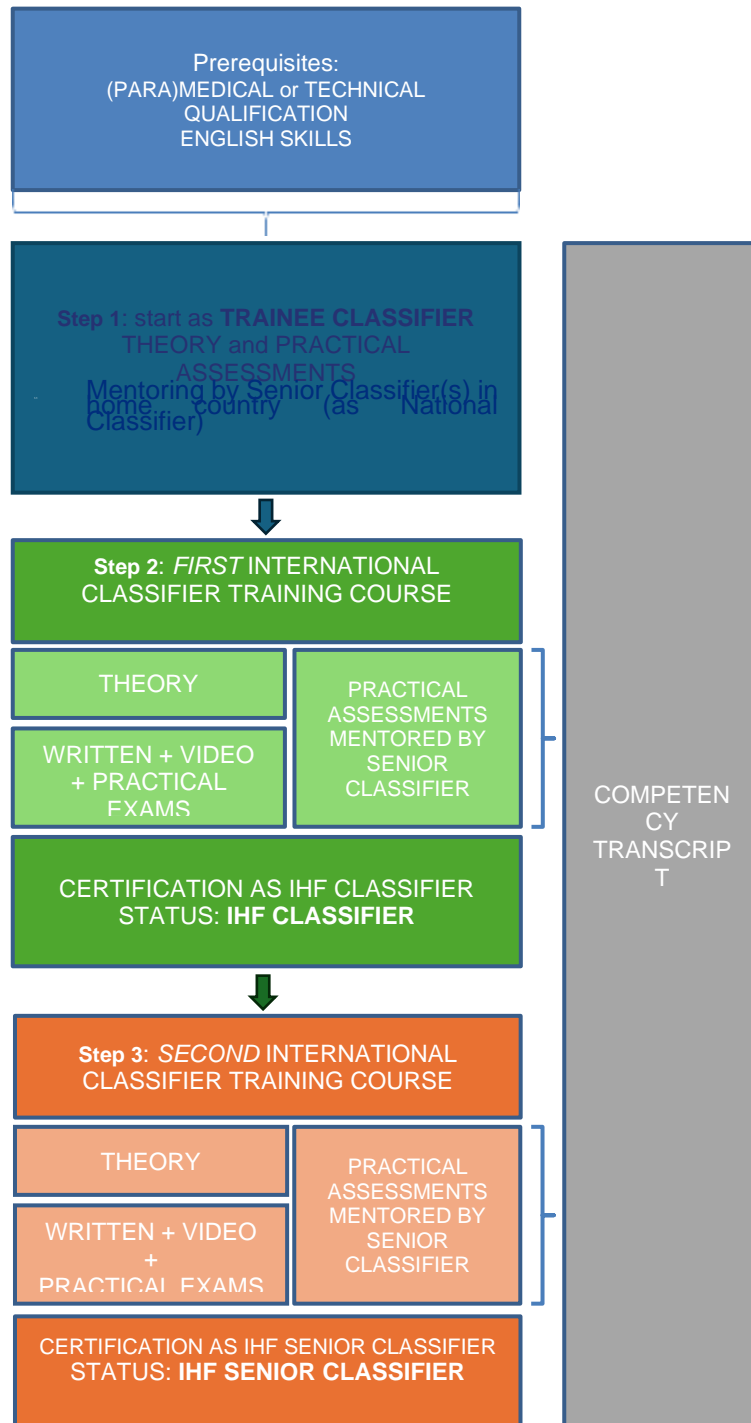 Prerequisites:
(PARA)MEDICAL or TECHNICAL
QUALIFICATION
ENGLISH SKILLS
Step 1: start as TRAINEE CLASSIFIER
THEORY and PRACTICAL
ASSESSMENTS
- Mentoring by Senior Classifier(s) in
home country (as National
Classifier)
Step 2: FIRST INTERNATIONAL
CLASSIFIER TRAINING COURSE
THEORY
WRITTEN + VIDEO
+ PRACTICAL
EXAMS
PRACTICAL
ASSESSMENTS
MENTORED BY
SENIOR
CLASSIFIER
CERTIFICATION AS IHF CLASSIFIER
STATUS: IHF CLASSIFIER
Step 3: SECOND INTERNATIONAL
CLASSIFIER TRAINING COURSE
THEORY
WRITTEN + VIDEO
+
PRACTICAL EXAMS
PRACTICAL
ASSESSMENTS
MENTORED BY
SENIOR
CLASSIFIER
CERTIFICATION AS IHF SENIOR CLASSIFIER
STATUS: IHF SENIOR CLASSIFIER
COMPETEN
CY
TRANSCRIP
T